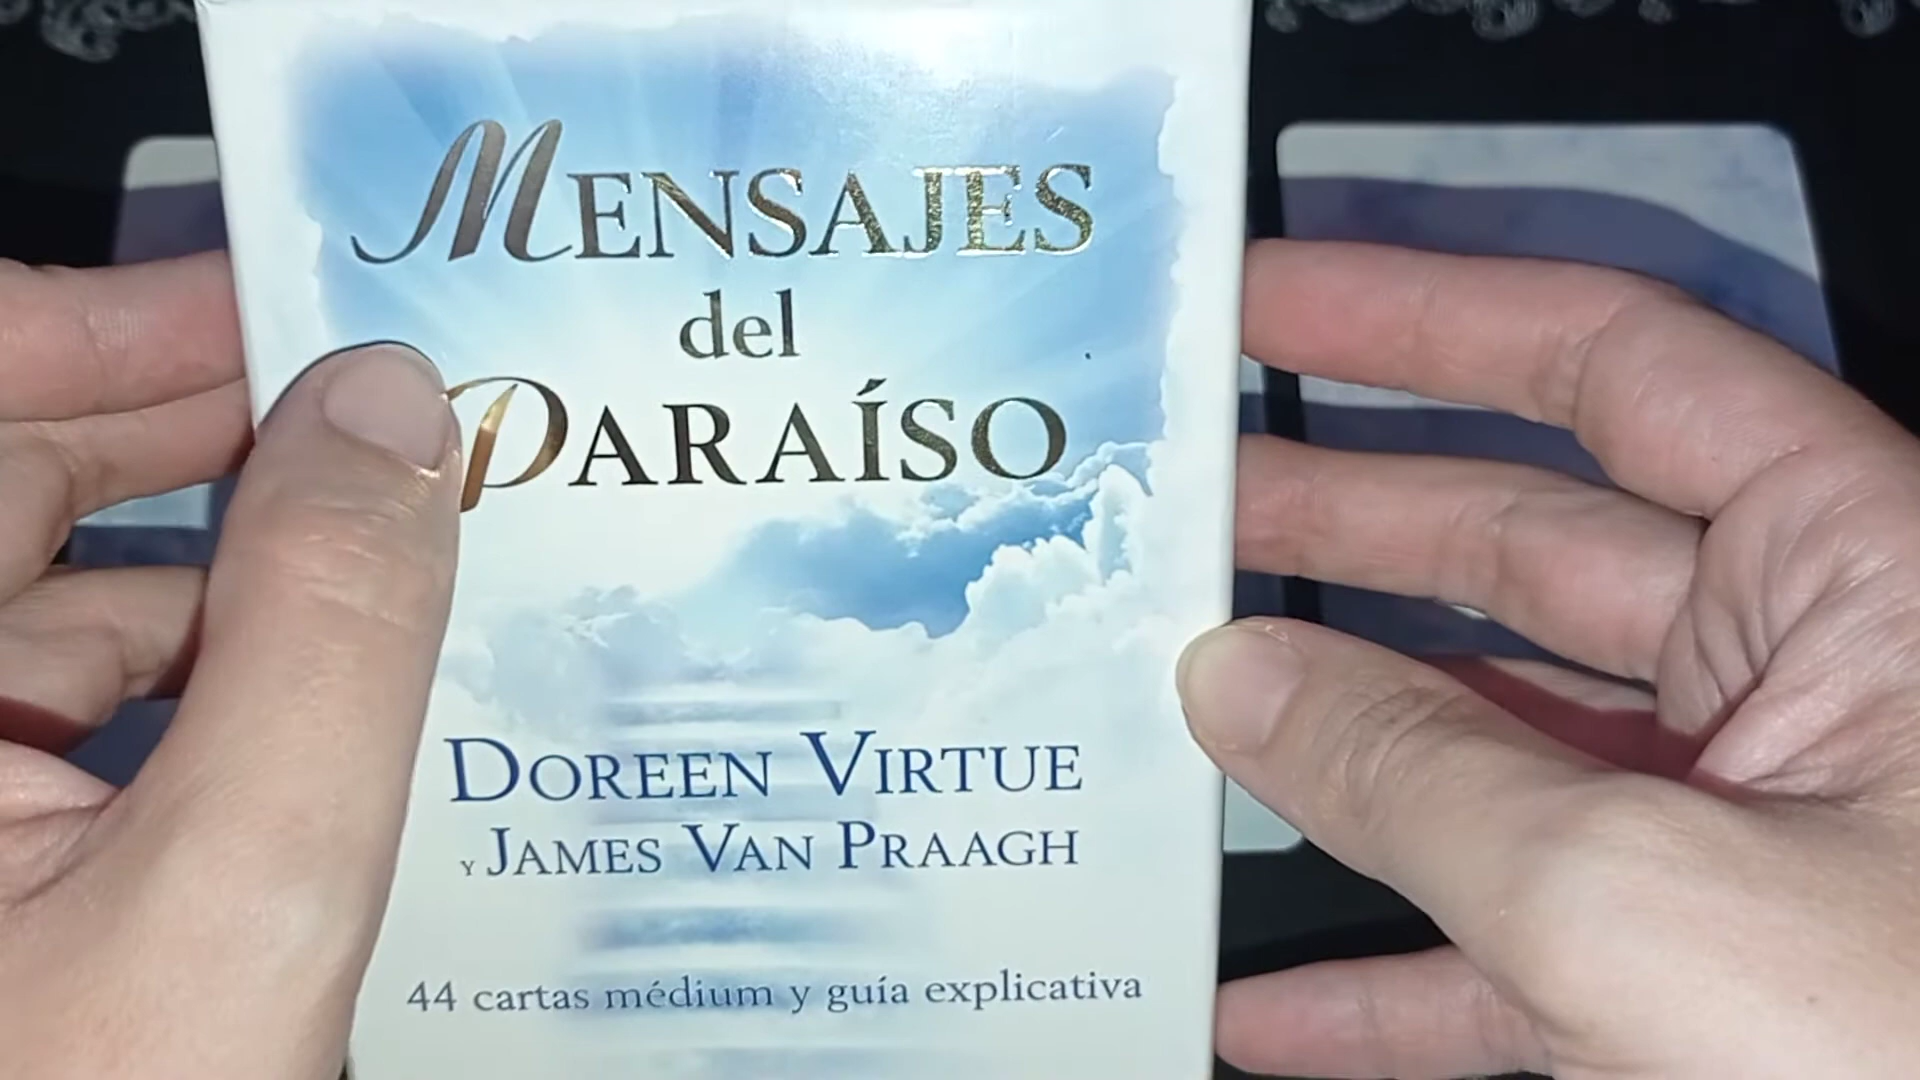 MENSAJES
del
PARAÍSO
DOREEN VIRTUE
Y JAMES VAN PRAAGH
44 cartas médium y guía explicativa